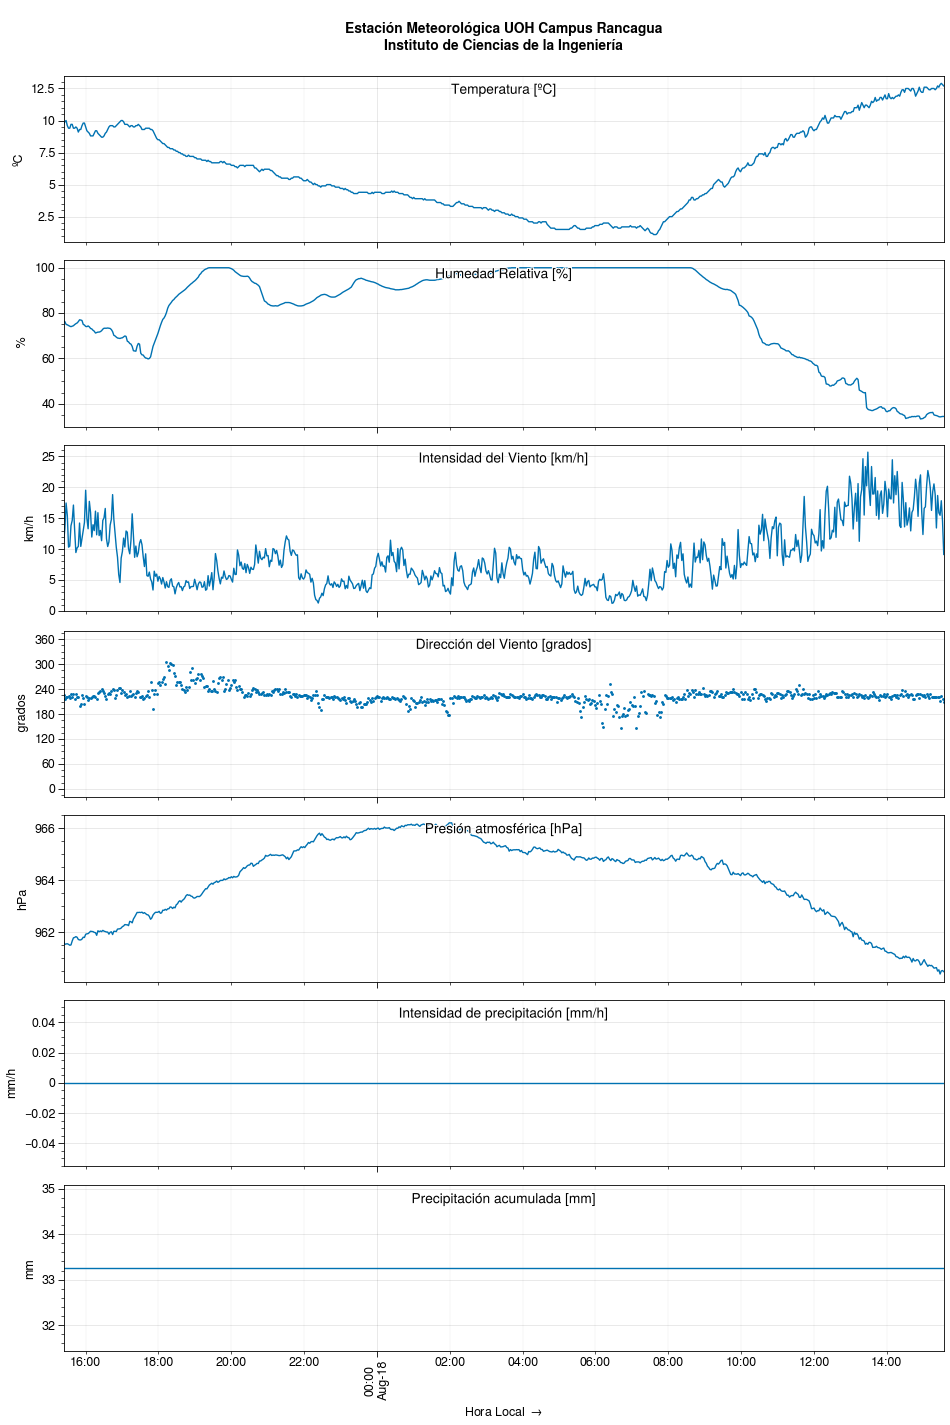 Estación Meteorológica UOH Campus Rancagua
Instituto de Ciencias de la Ingeniería
Temperatura [ºC]
ºC
12.5
10
7.5
5
2.5
Humedad Relativa [%]
%
100
80
60
40
Intensidad del Viento [km/h]
km/h
25
20
15
10
5
0
Dirección del Viento [grados]
grados
360
300
240
180
120
60
0
Presión atmosférica [hPa]
hPa
966
964
962
Intensidad de precipitación [mm/h]
mm/h
0.04
0.02
0
−0.02
−0.04
Precipitación acumulada [mm]
mm
35
34
33
32
16:00
18:00
20:00
22:00
00:00
Aug-18
02:00
04:00
06:00
08:00
10:00
12:00
14:00
Hora Local →